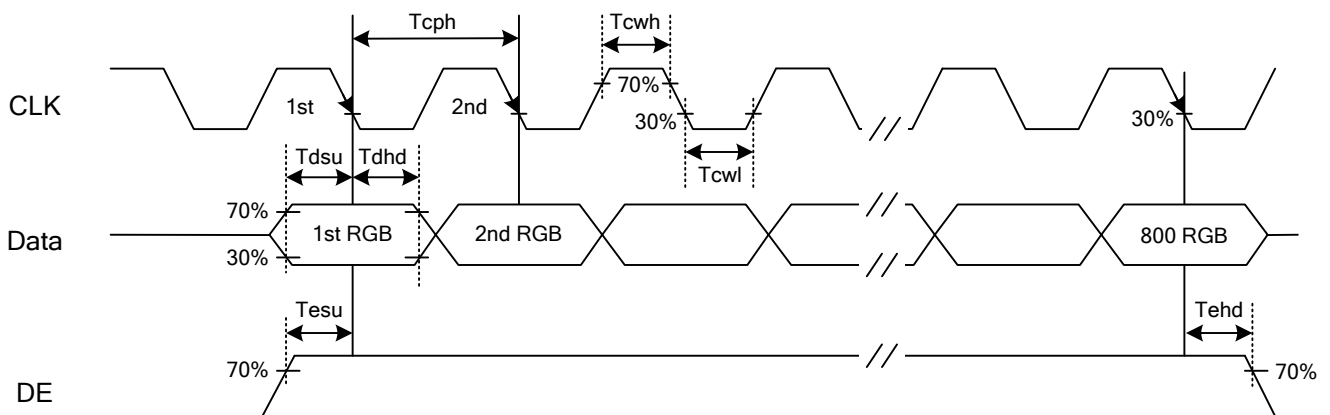 Tcph
Tcwh
CLK
1st
2nd
70%
30%
30%
Tcwl
Tdsu
Tdhd
70%
Data
1st RGB
2nd RGB
800 RGB
30%
Tesu
Tehd
70%
70%
DE